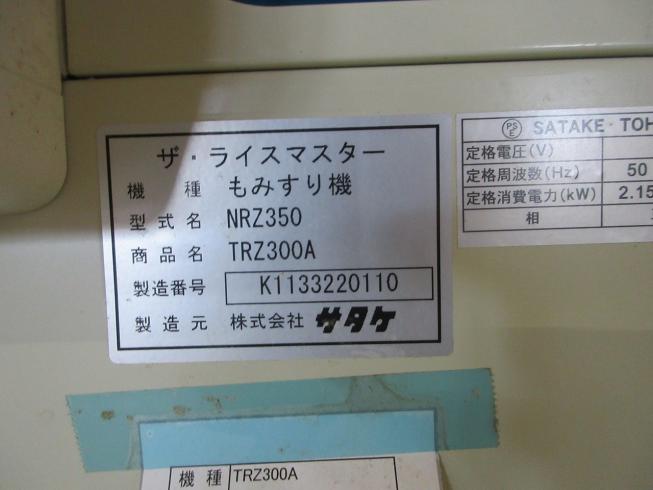 ザ・ライスマスター
機種 もみすり機
型式名 NRZ350
商品名 TRZ300A
製造番号 K1133220110
製造元 株式会社 サタケ
PSE SATAKE・TOH
定格電圧(V)
定格周波数(Hz) 50
定格消費電力(kW) 2.15
相
機種 TRZ300A